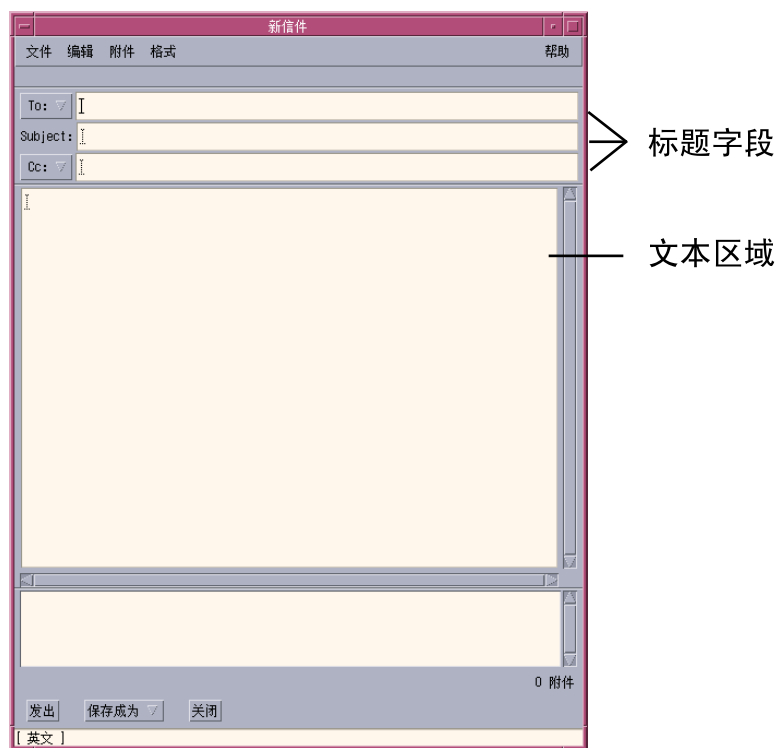 新信件
文件 编辑 附件 格式 帮助
To:
Subject:
Cc:
标题字段
文本区域
0 附件
发出 保存成为 关闭
[ 英文 ]